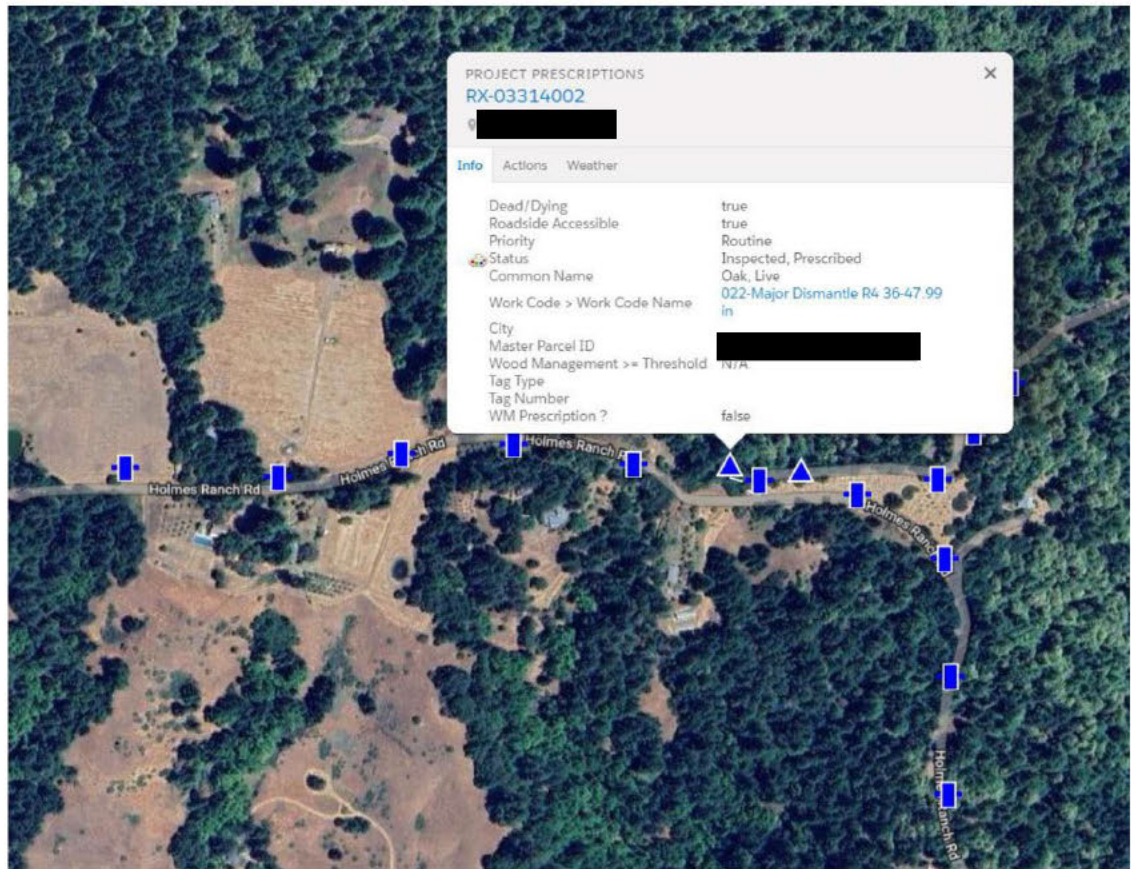 PROJECT PRESCRIPTIONS
RX-03314002
Info Actions Weather
Dead/Dying true
Roadside Accessible true
Priority Routine
Status Inspected, Prescribed
Common Name Oak, Live
Work Code > Work Code Name 022-Major Dismantle R4 36-47.99 in
City
Master Parcel ID
Wood Management >= Threshold N/A
Tag Type
Tag Number
WM Prescription ? false
Holmes Ranch Rd
Holmes Ranch Rd
Holmes Ranch
Holmes Ranch
Holmes Ranch Rd